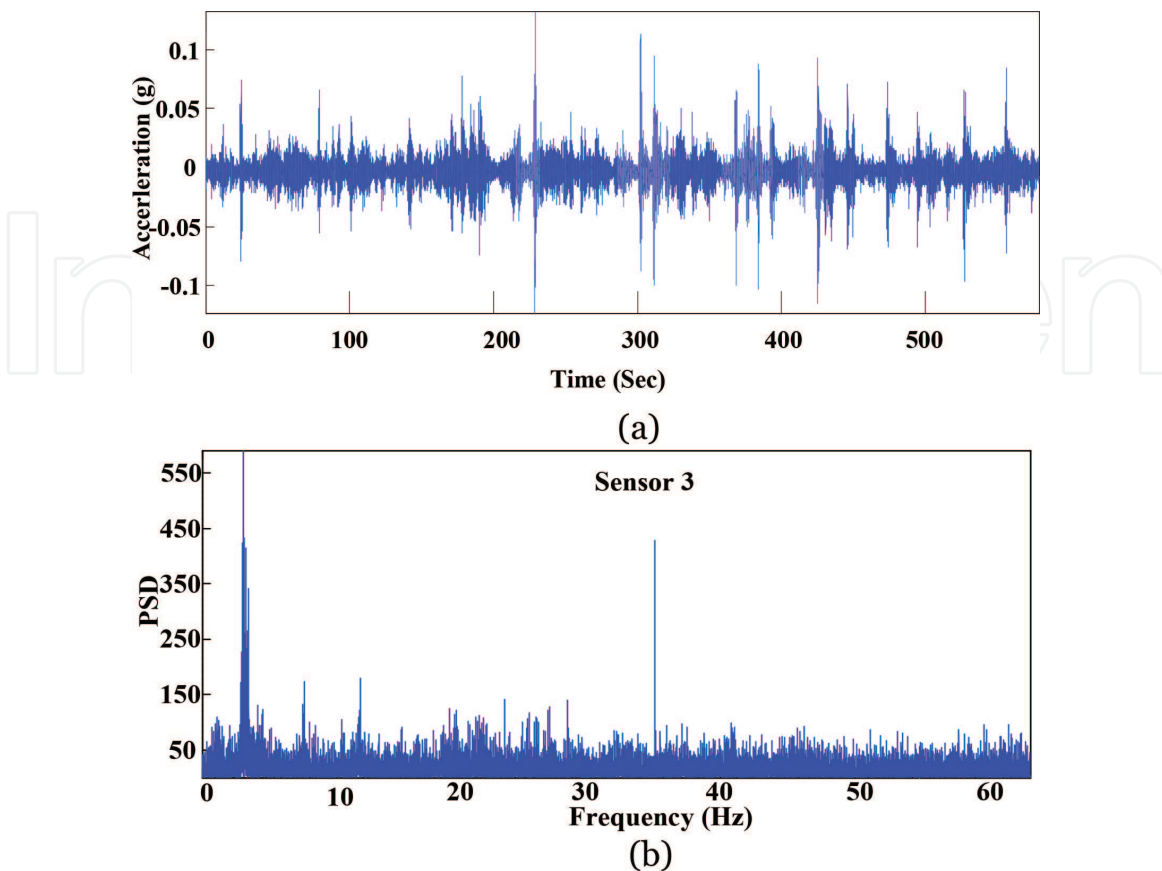 0.1
0.05
0
-0.05
-0.1
Accerleration (g)
0 100 200 300 400 500
Time (Sec)
(a)
Sensor 3
550
450
350
250
150
50
PSD
0 10 20 30 40 50 60
Frequency (Hz)
(b)